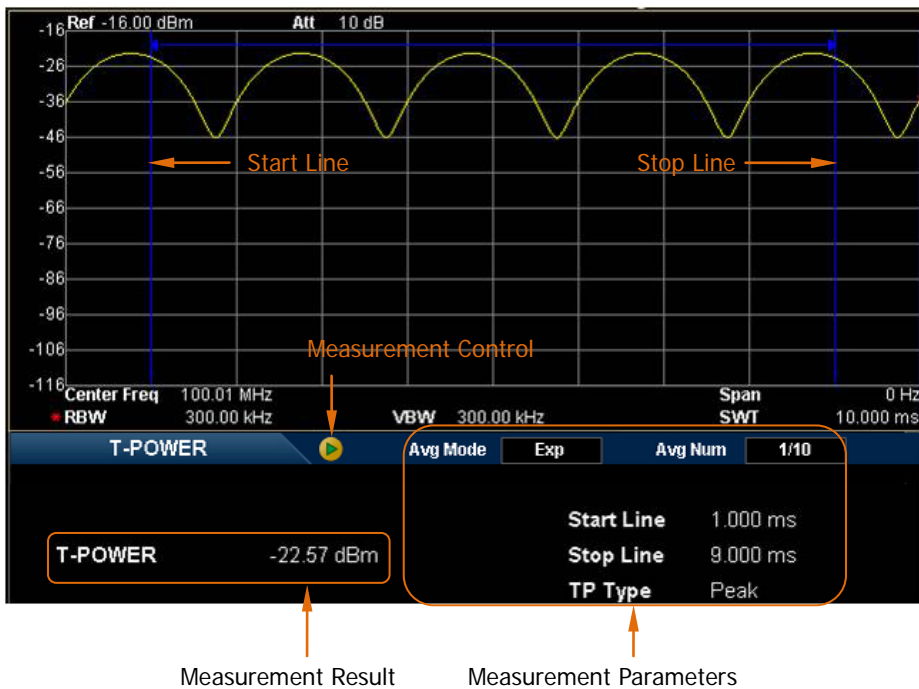 Ref -16.00 dBm Att 10 dB
-16
-26
-36
-46
Start Line Stop Line
-56
-66
-76
-86
-96
-106
Measurement Control
-116
Center Freq 100.01 MHz Span 0 Hz
* RBW 300.00 kHz VBW 300.00 kHz SWT 10.000 ms
T-POWER Avg Mode Exp Avg Num 1/10
Start Line 1.000 ms
T-POWER -22.57 dBm Stop Line 9.000 ms
TP Type Peak
Measurement Result Measurement Parameters